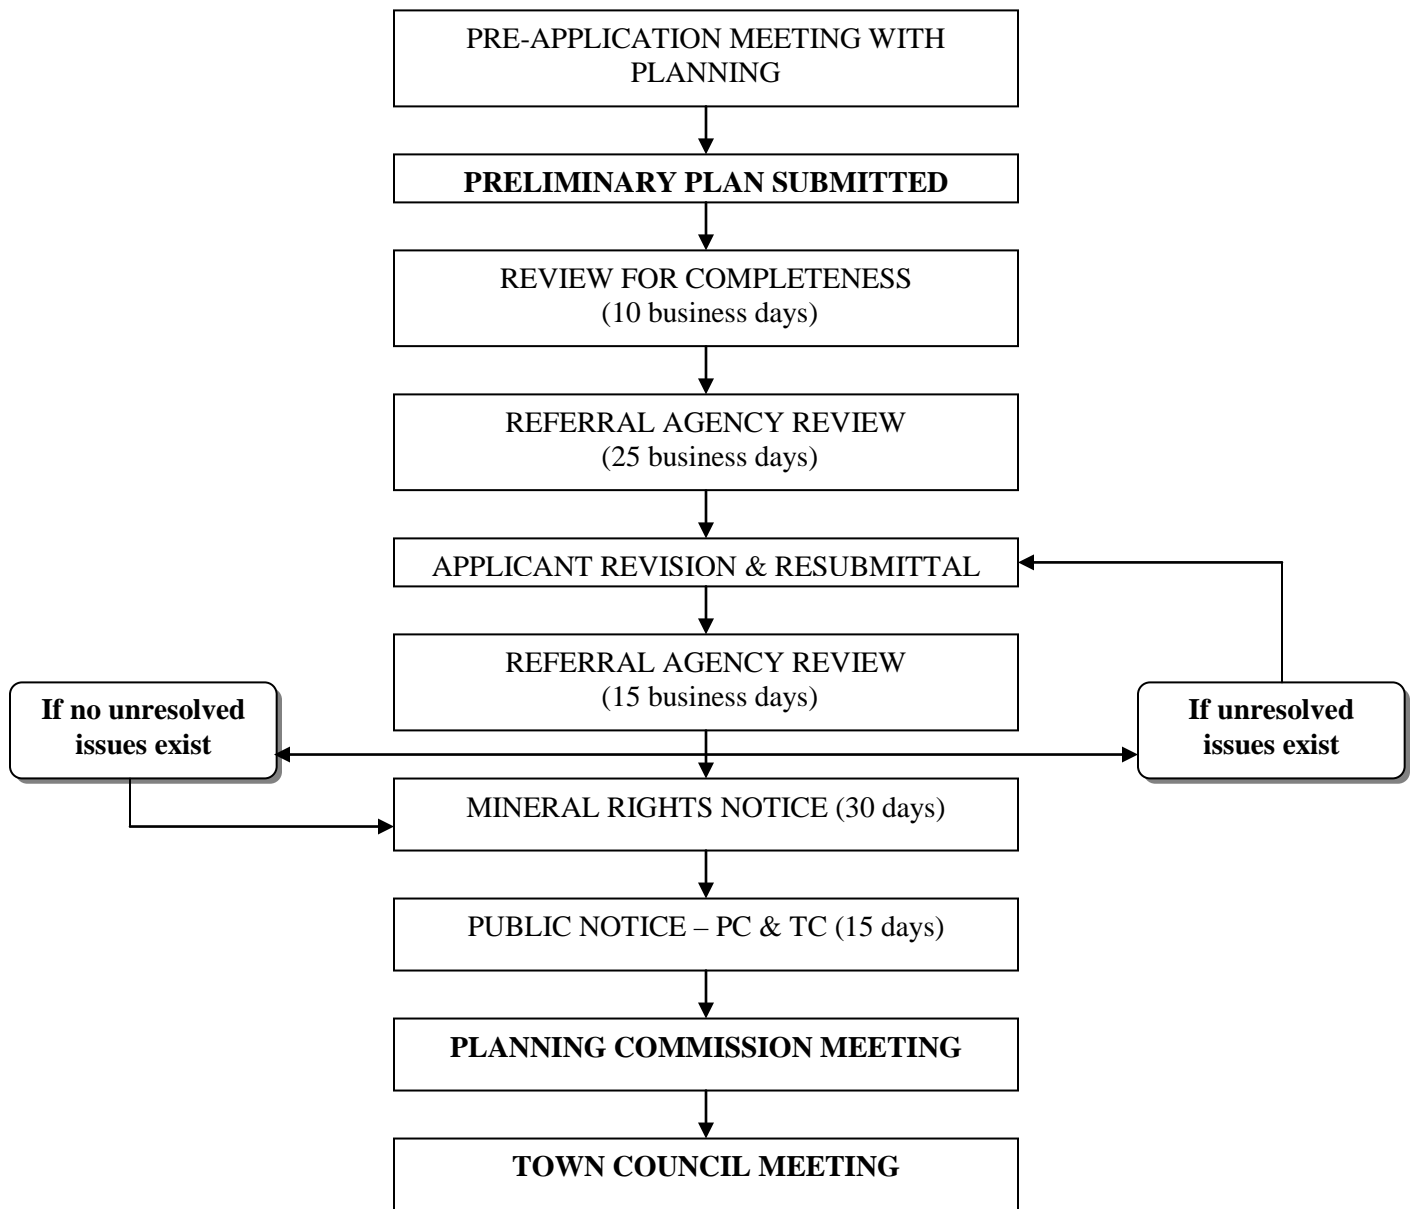 PRE-APPLICATION MEETING WITH
PLANNING
PRELIMINARY PLAN SUBMITTED
REVIEW FOR COMPLETENESS
(10 business days)
REFERRAL AGENCY REVIEW
(25 business days)
APPLICANT REVISION & RESUBMITTAL
REFERRAL AGENCY REVIEW
(15 business days)
If no unresolved
issues exist
If unresolved
issues exist
MINERAL RIGHTS NOTICE (30 days)
PUBLIC NOTICE – PC & TC (15 days)
PLANNING COMMISSION MEETING
TOWN COUNCIL MEETING